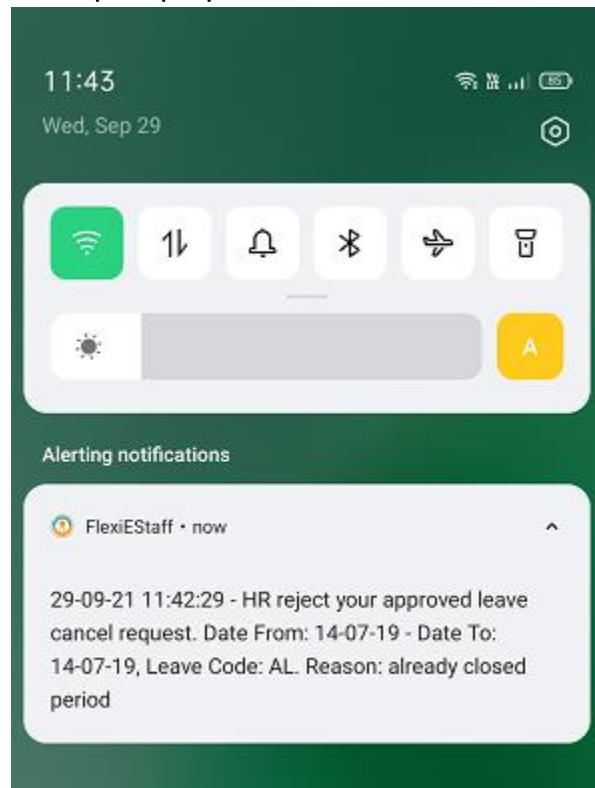 11:43
85
Wed, Sep 29
A
Alerting notifications
FlexiEStaff • now
29-09-21 11:42:29 - HR reject your approved leave
cancel request. Date From: 14-07-19 - Date To:
14-07-19, Leave Code: AL. Reason: already closed
period